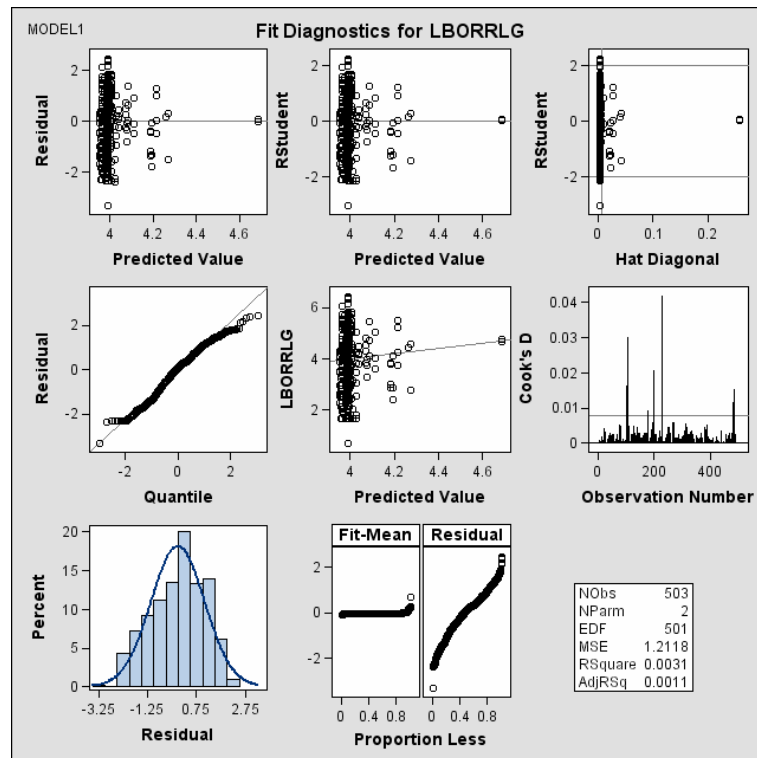 MODEL1
Fit Diagnostics for LBORRLG
Residual
2
0
-2
4 4.2 4.4 4.6
Predicted Value
RStudent
2
0
-2
4 4.2 4.4 4.6
Predicted Value
RStudent
2
0
-2
0 0.1 0.2
Hat Diagonal
Residual
2
0
-2
-2 0 2
Quantile
LBORRLG
6
4
2
4 4.2 4.4 4.6
Predicted Value
Cook's D
0.04
0.03
0.02
0.01
0
0 200 400
Observation Number
Percent
20
15
10
5
0
-3.25 -1.25 0.75 2.75
Residual
Fit-Mean Residual
2
0
-2
0 0.4 0.8 0 0.4 0.8
Proportion Less
NObs 503
NParm 2
EDF 501
MSE 1.2118
RSquare 0.0031
AdjRSq 0.0011